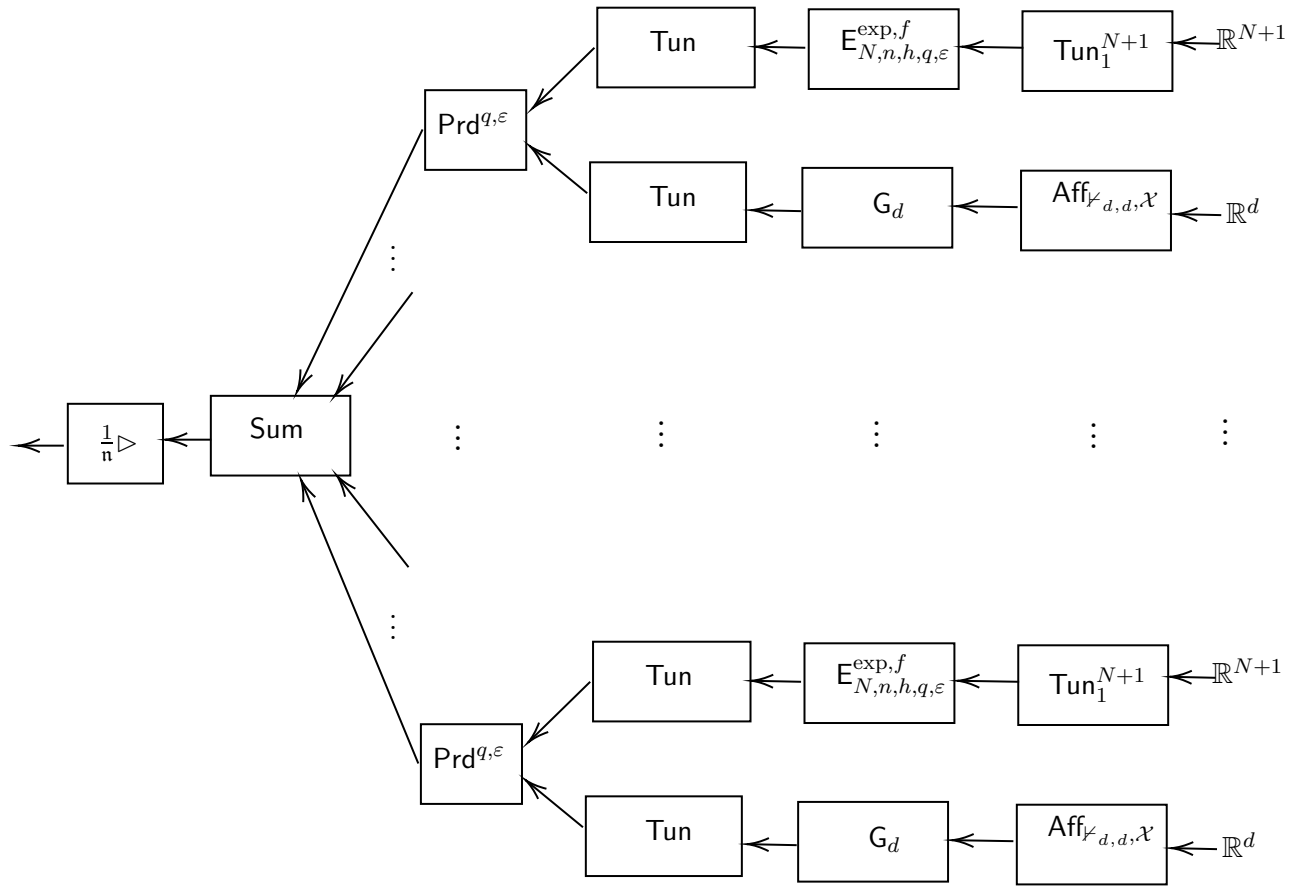 Tun E^{exp,f}_{N,n,h,q,ε} Tun^{N+1}_1 ℝ^{N+1}
Prd^{q,ε}
Tun G_d Aff_{⊬_{d,d},𝒳} ℝ^d
⋮
1/𝔫 ▷ Sum ⋮ ⋮ ⋮ ⋮ ⋮
⋮
Tun E^{exp,f}_{N,n,h,q,ε} Tun^{N+1}_1 ℝ^{N+1}
Prd^{q,ε}
Tun G_d Aff_{⊬_{d,d},𝒳} ℝ^d